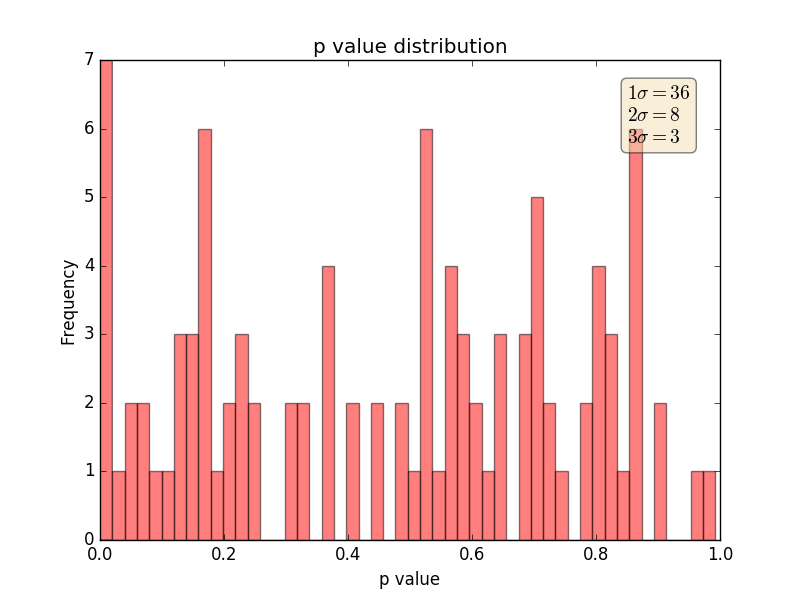 p value distribution
1σ = 36
2σ = 8
3σ = 3
7
6
5
4
3
2
1
0
Frequency
0.0 0.2 0.4 0.6 0.8 1.0
p value